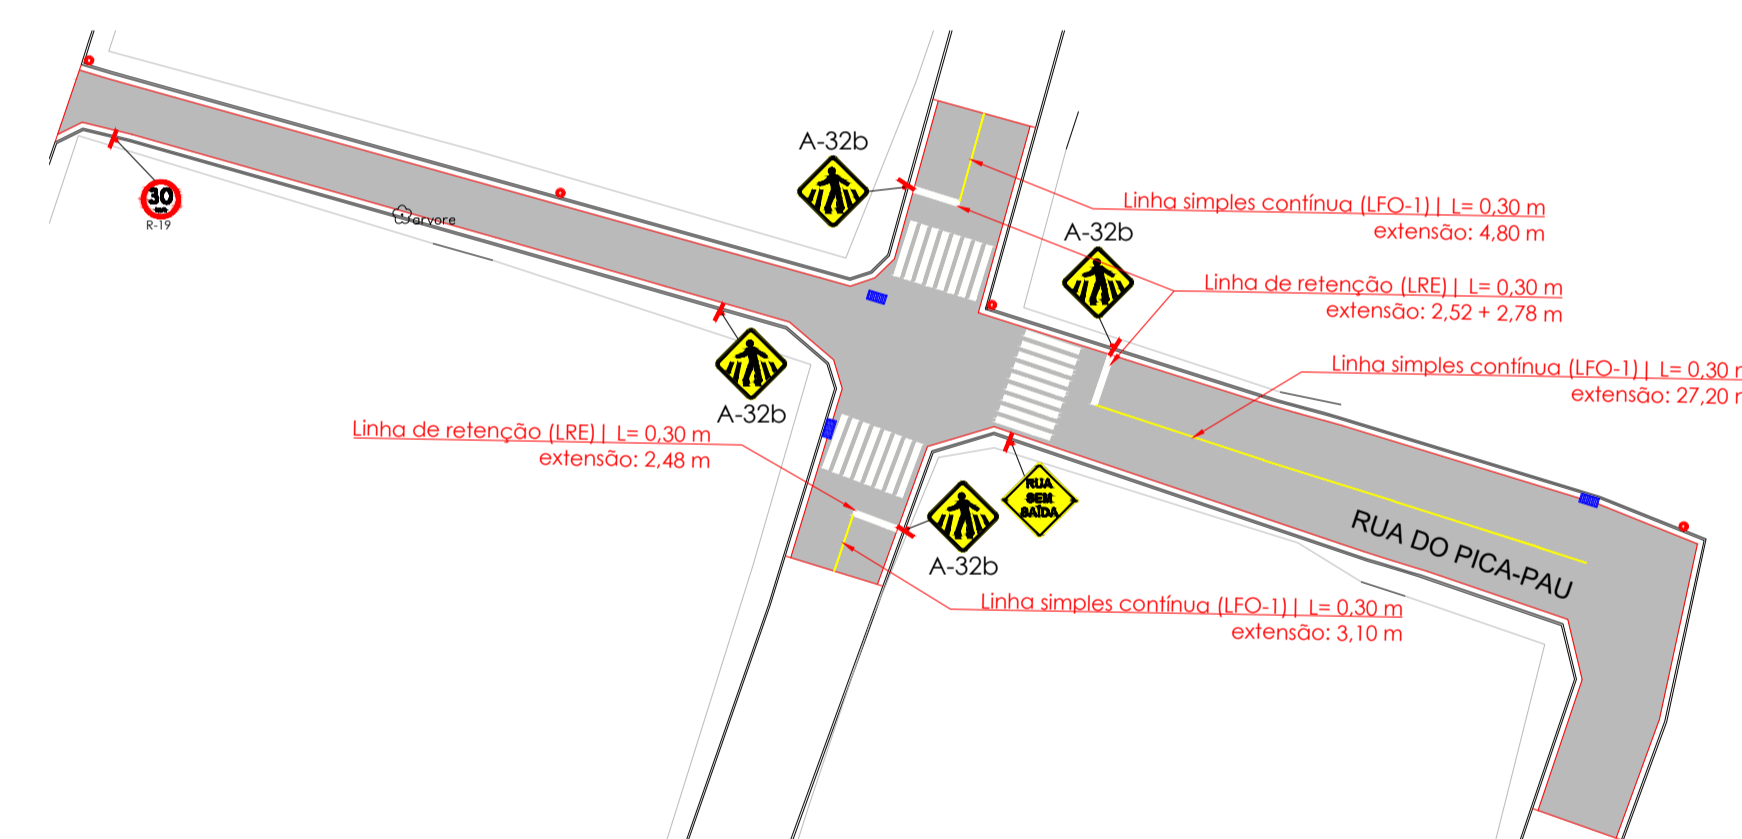 A-32b
30
km/h
R-19
arvore
Linha simples contínua (LFO-1) | L= 0,30 m
extensão: 4,80 m
A-32b
Linha de retenção (LRE) | L= 0,30 m
extensão: 2,52 + 2,78 m
Linha simples contínua (LFO-1) | L= 0,30
extensão: 27,20
A-32b
Linha de retenção (LRE) | L= 0,30 m
extensão: 2,48 m
RUA
SEM
SAÍDA
RUA DO PICA-PAU
A-32b
Linha simples contínua (LFO-1) | L= 0,30 m
extensão: 3,10 m